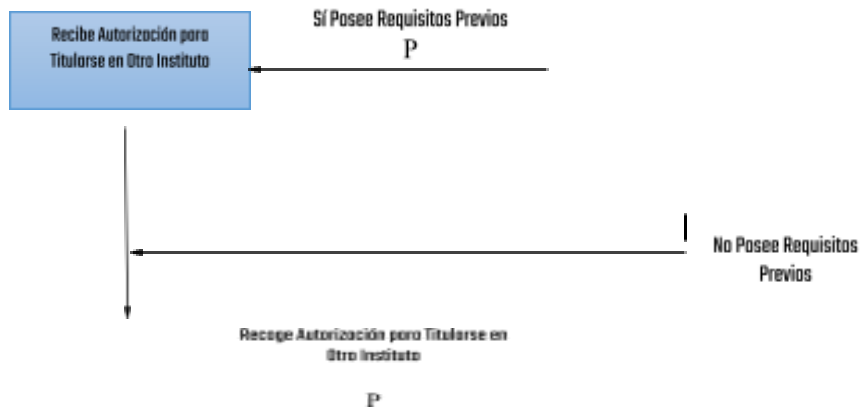 Sí Posee Requisitos Previos
P
Recibe Autorización para
Titularse en Otro Instituto
No Posee Requisitos
Previos
Recoge Autorización para Titularse en
Otro Instituto
P